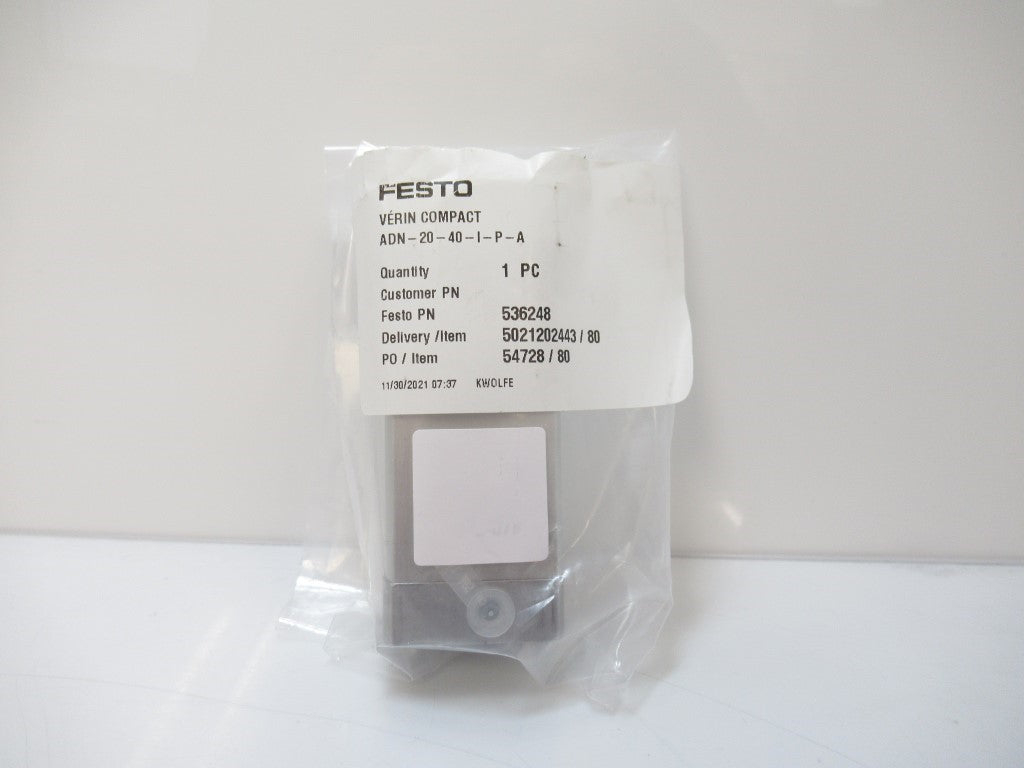 FESTO
VÉRIN COMPACT
ADN-20-40-I-P-A
Quantity 1 PC
Customer PN
Festo PN 536248
Delivery /Item 5021202443 / 80
PO / Item 54728 / 80
11/30/2021 07:37 KWOLFE